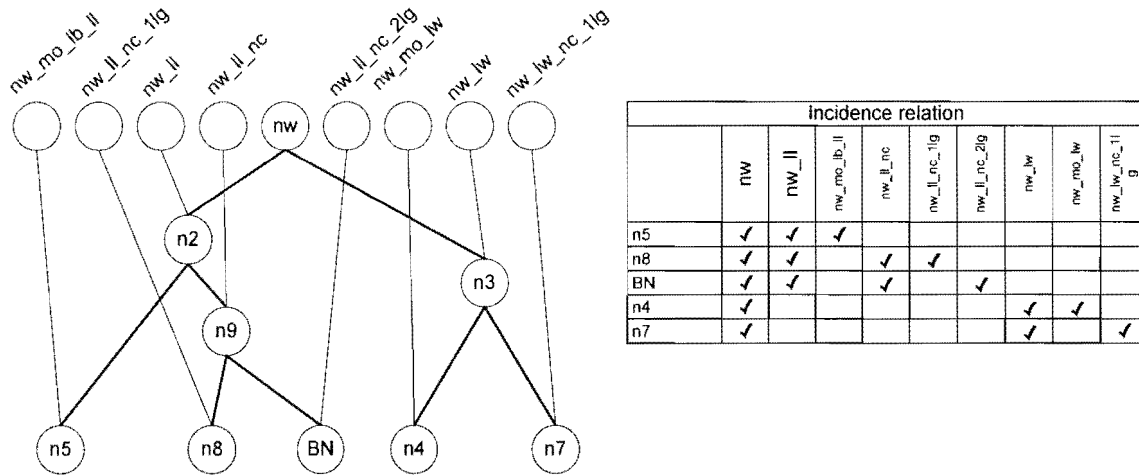 nw_mo_lb_ll
nw_ll_nc_1lg
nw_ll
nw_ll_nc
nw_ll_nc_2lg
nw_mo_lw
nw_lw
nw_lw_nc_1lg
nw
n2
n3
n9
n5
n8
BN
n4
n7
Incidence relation
nw
nw_ll
nw_mo_lb_ll
nw_ll_nc
nw_ll_nc_1lg
nw_ll_nc_2lg
nw_lw
nw_mo_lw
nw_lw_nc_1l
g
n5 ✓ ✓ ✓
n8 ✓ ✓ ✓ ✓
BN ✓ ✓ ✓ ✓
n4 ✓ ✓ ✓
n7 ✓ ✓ ✓